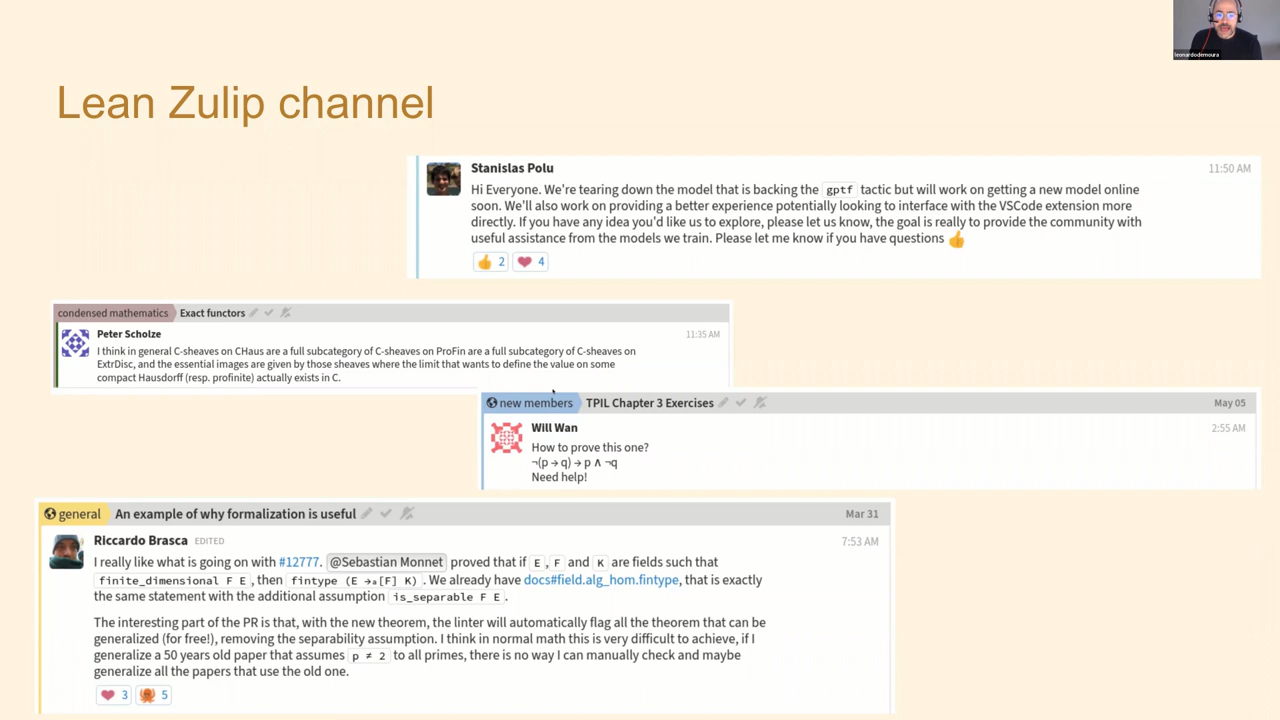 leonardodemoura
Lean Zulip channel
Stanislas Polu 11:50 AM
Hi Everyone. We're tearing down the model that is backing the gptf tactic but will work on getting a new model online
soon. We'll also work on providing a better experience potentially looking to interface with the VSCode extension more
directly. If you have any idea you'd like us to explore, please let us know, the goal is really to provide the community with
useful assistance from the models we train. Please let me know if you have questions 👍
👍 2 ❤ 4
condensed mathematics Exact functors
Peter Scholze 11:35 AM
I think in general C-sheaves on CHaus are a full subcategory of C-sheaves on ProFin are a full subcategory of C-sheaves on
ExtrDisc, and the essential images are given by those sheaves where the limit that wants to define the value on some
compact Hausdorff (resp. profinite) actually exists in C.
new members TPIL Chapter 3 Exercises May 05
Will Wan 2:55 AM
How to prove this one?
¬(p → q) → p ∧ ¬q
Need help!
general An example of why formalization is useful Mar 31
Riccardo Brasca EDITED 7:53 AM
I really like what is going on with #12777. @Sebastian Monnet proved that if E, F and K are fields such that
finite_dimensional F E, then fintype (E →ₐ[F] K). We already have docs#field.alg_hom.fintype, that is exactly
the same statement with the additional assumption is_separable F E.
The interesting part of the PR is that, with the new theorem, the linter will automatically flag all the theorem that can be
generalized (for free!), removing the separability assumption. I think in normal math this is very difficult to achieve, if I
generalize a 50 years old paper that assumes p ≠ 2 to all primes, there is no way I can manually check and maybe
generalize all the papers that use the old one.
❤ 3 🐙 5